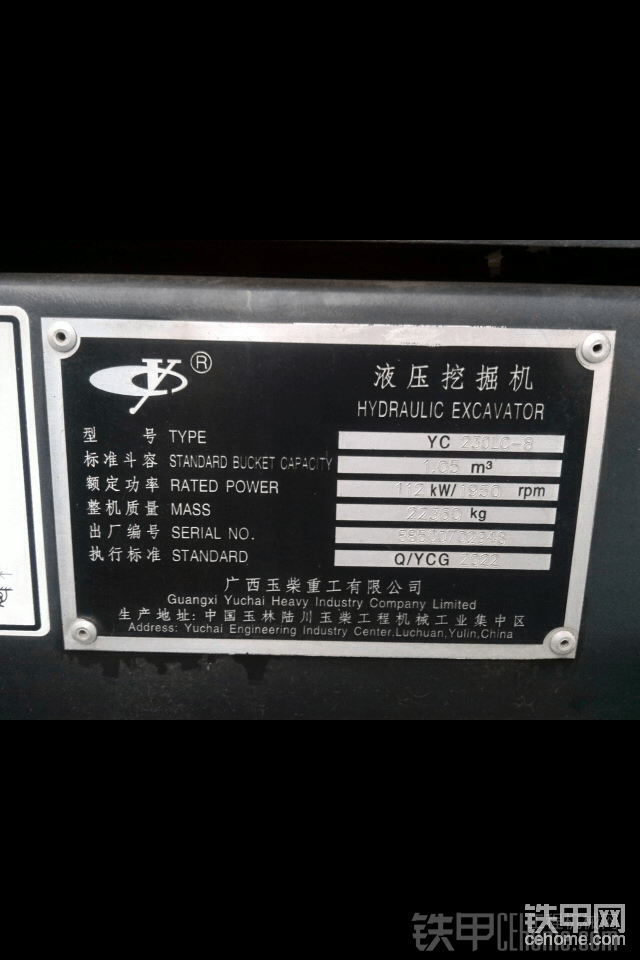 ®
液压挖掘机
HYDRAULIC EXCAVATOR
型 号 TYPE YC 230LC-8
标准斗容 STANDARD BUCKET CAPACITY 1.05 m³
额定功率 RATED POWER 112 kW/1950 rpm
整机质量 MASS 22360 kg
出厂编号 SERIAL NO.
执行标准 STANDARD Q/YCG 2022
广西玉柴重工有限公司
Guangxi Yuchai Heavy Industry Company Limited
生产地址:中国玉林陆川玉柴工程机械工业集中区
Address: Yuchai Engineering Industry Center,Luchuan,Yulin,China
铁甲网
cehome.com